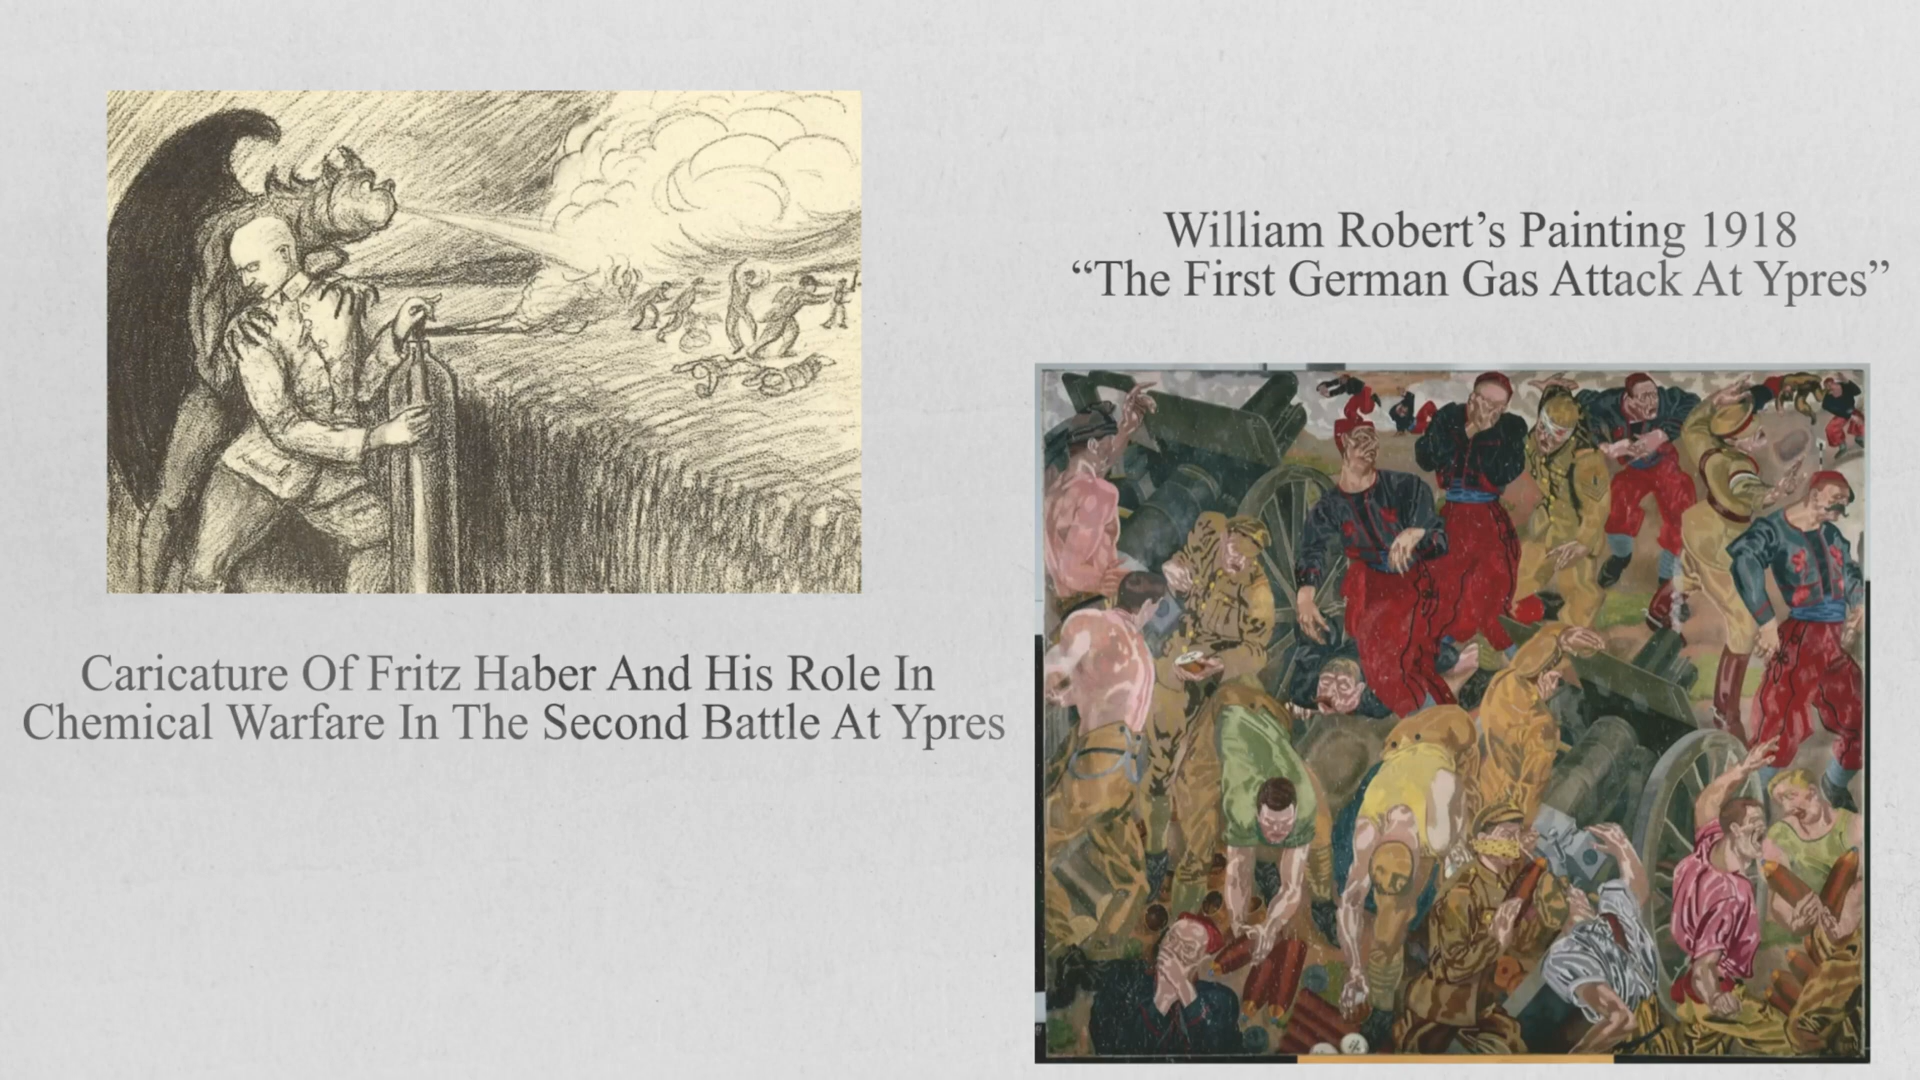 William Robert’s Painting 1918
“The First German Gas Attack At Ypres”
Caricature Of Fritz Haber And His Role In
Chemical Warfare In The Second Battle At Ypres